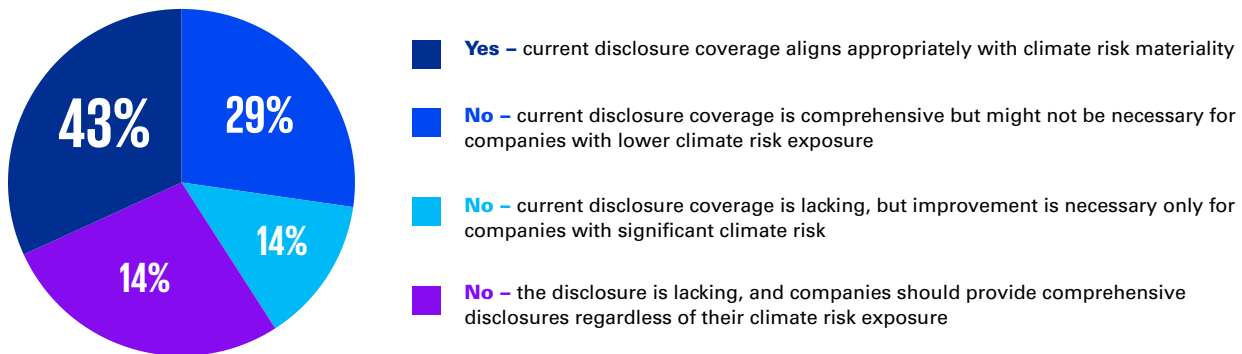 43%
29%
14%
14%
Yes – current disclosure coverage aligns appropriately with climate risk materiality
No – current disclosure coverage is comprehensive but might not be necessary for
companies with lower climate risk exposure
No – current disclosure coverage is lacking, but improvement is necessary only for
companies with significant climate risk
No – the disclosure is lacking, and companies should provide comprehensive
disclosures regardless of their climate risk exposure